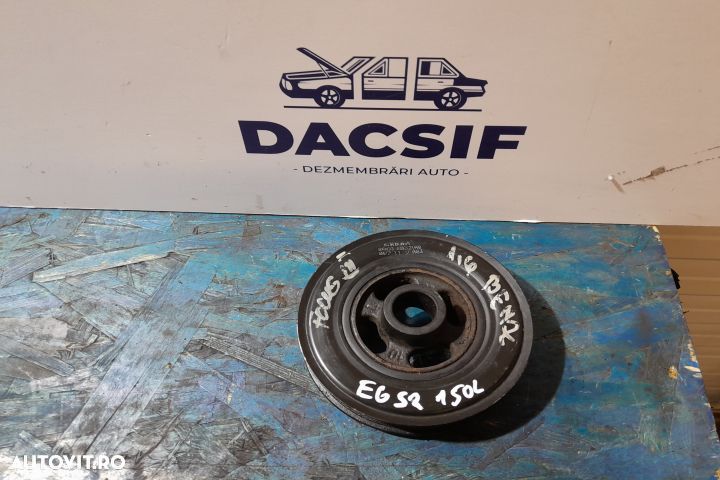 DACSIF
- DEZMEMBRĂRI AUTO -
FOCUS III
1.6 BENZ
EG 52 150L
AUTOVIT.RO